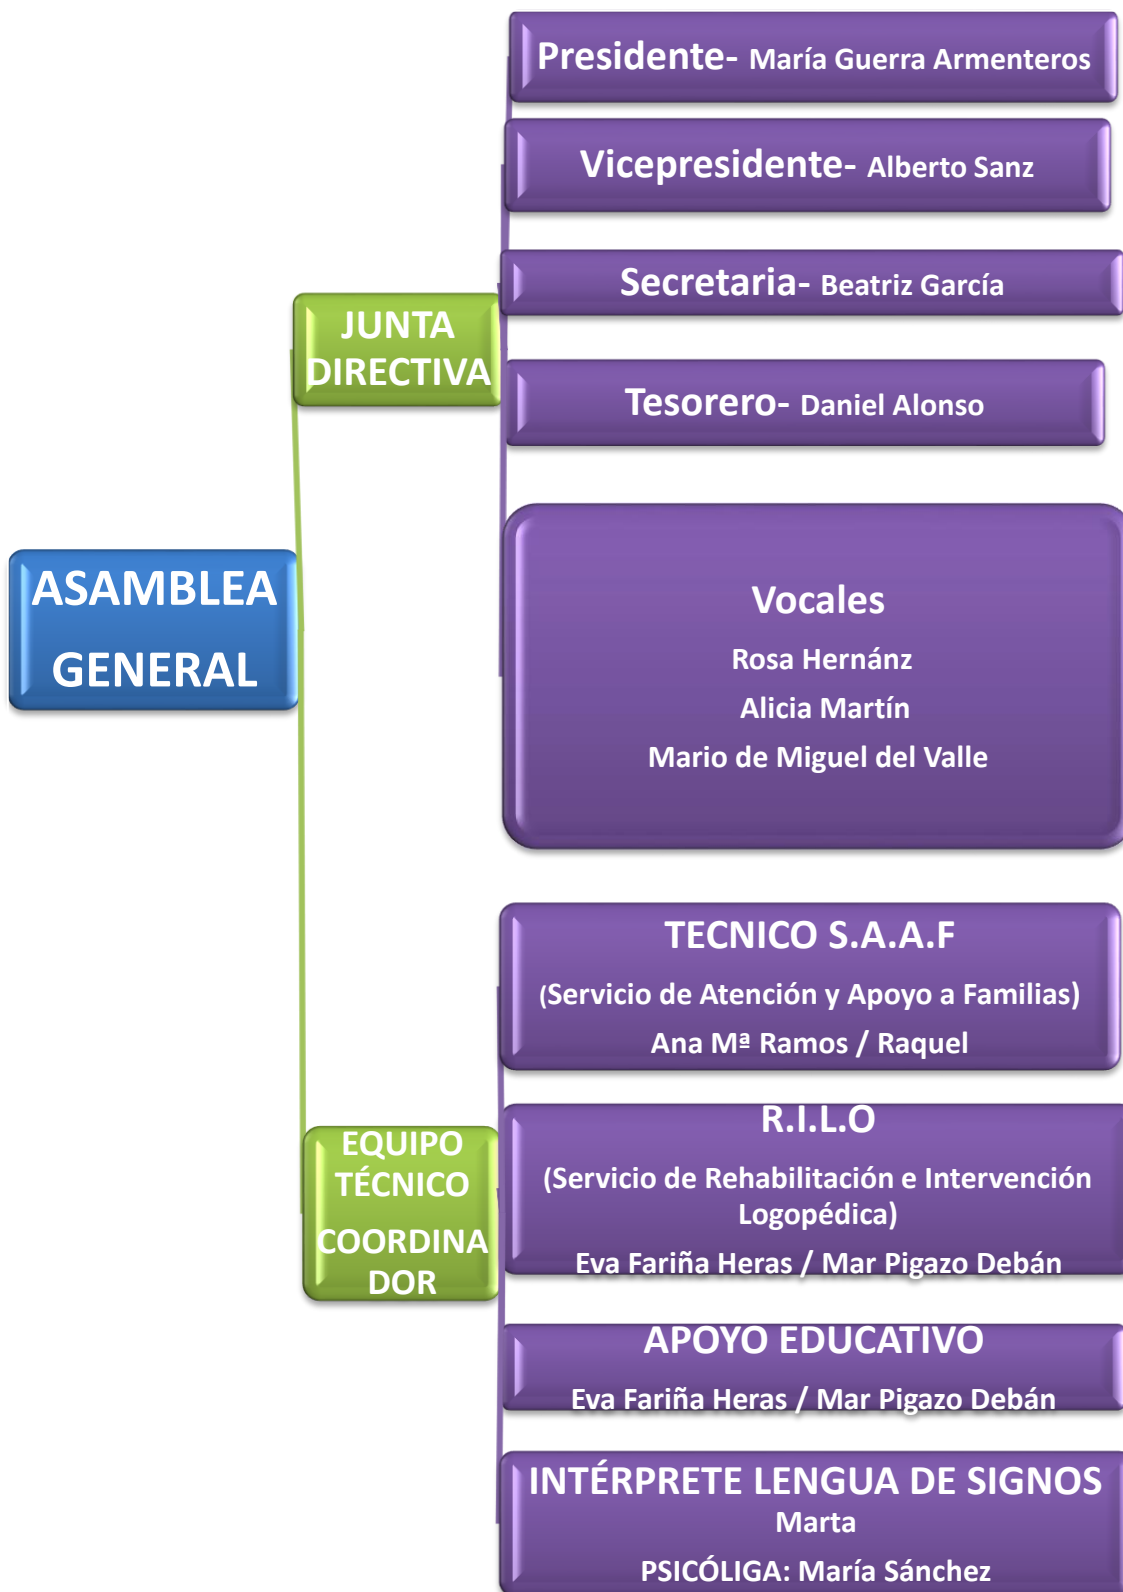 Presidente- María Guerra Armenteros
Vicepresidente- Alberto Sanz
Secretaria- Beatriz García
JUNTA
DIRECTIVA
Tesorero- Daniel Alonso
ASAMBLEA
GENERAL
Vocales
Rosa Hernánz
Alicia Martín
Mario de Miguel del Valle
TECNICO S.A.A.F
(Servicio de Atención y Apoyo a Familias)
Ana Mª Ramos / Raquel
EQUIPO
TÉCNICO
COORDINA
DOR
R.I.L.O
(Servicio de Rehabilitación e Intervención
Logopédica)
Eva Fariña Heras / Mar Pigazo Debán
APOYO EDUCATIVO
Eva Fariña Heras / Mar Pigazo Debán
INTÉRPRETE LENGUA DE SIGNOS
Marta
PSICÓLIGA: María Sánchez